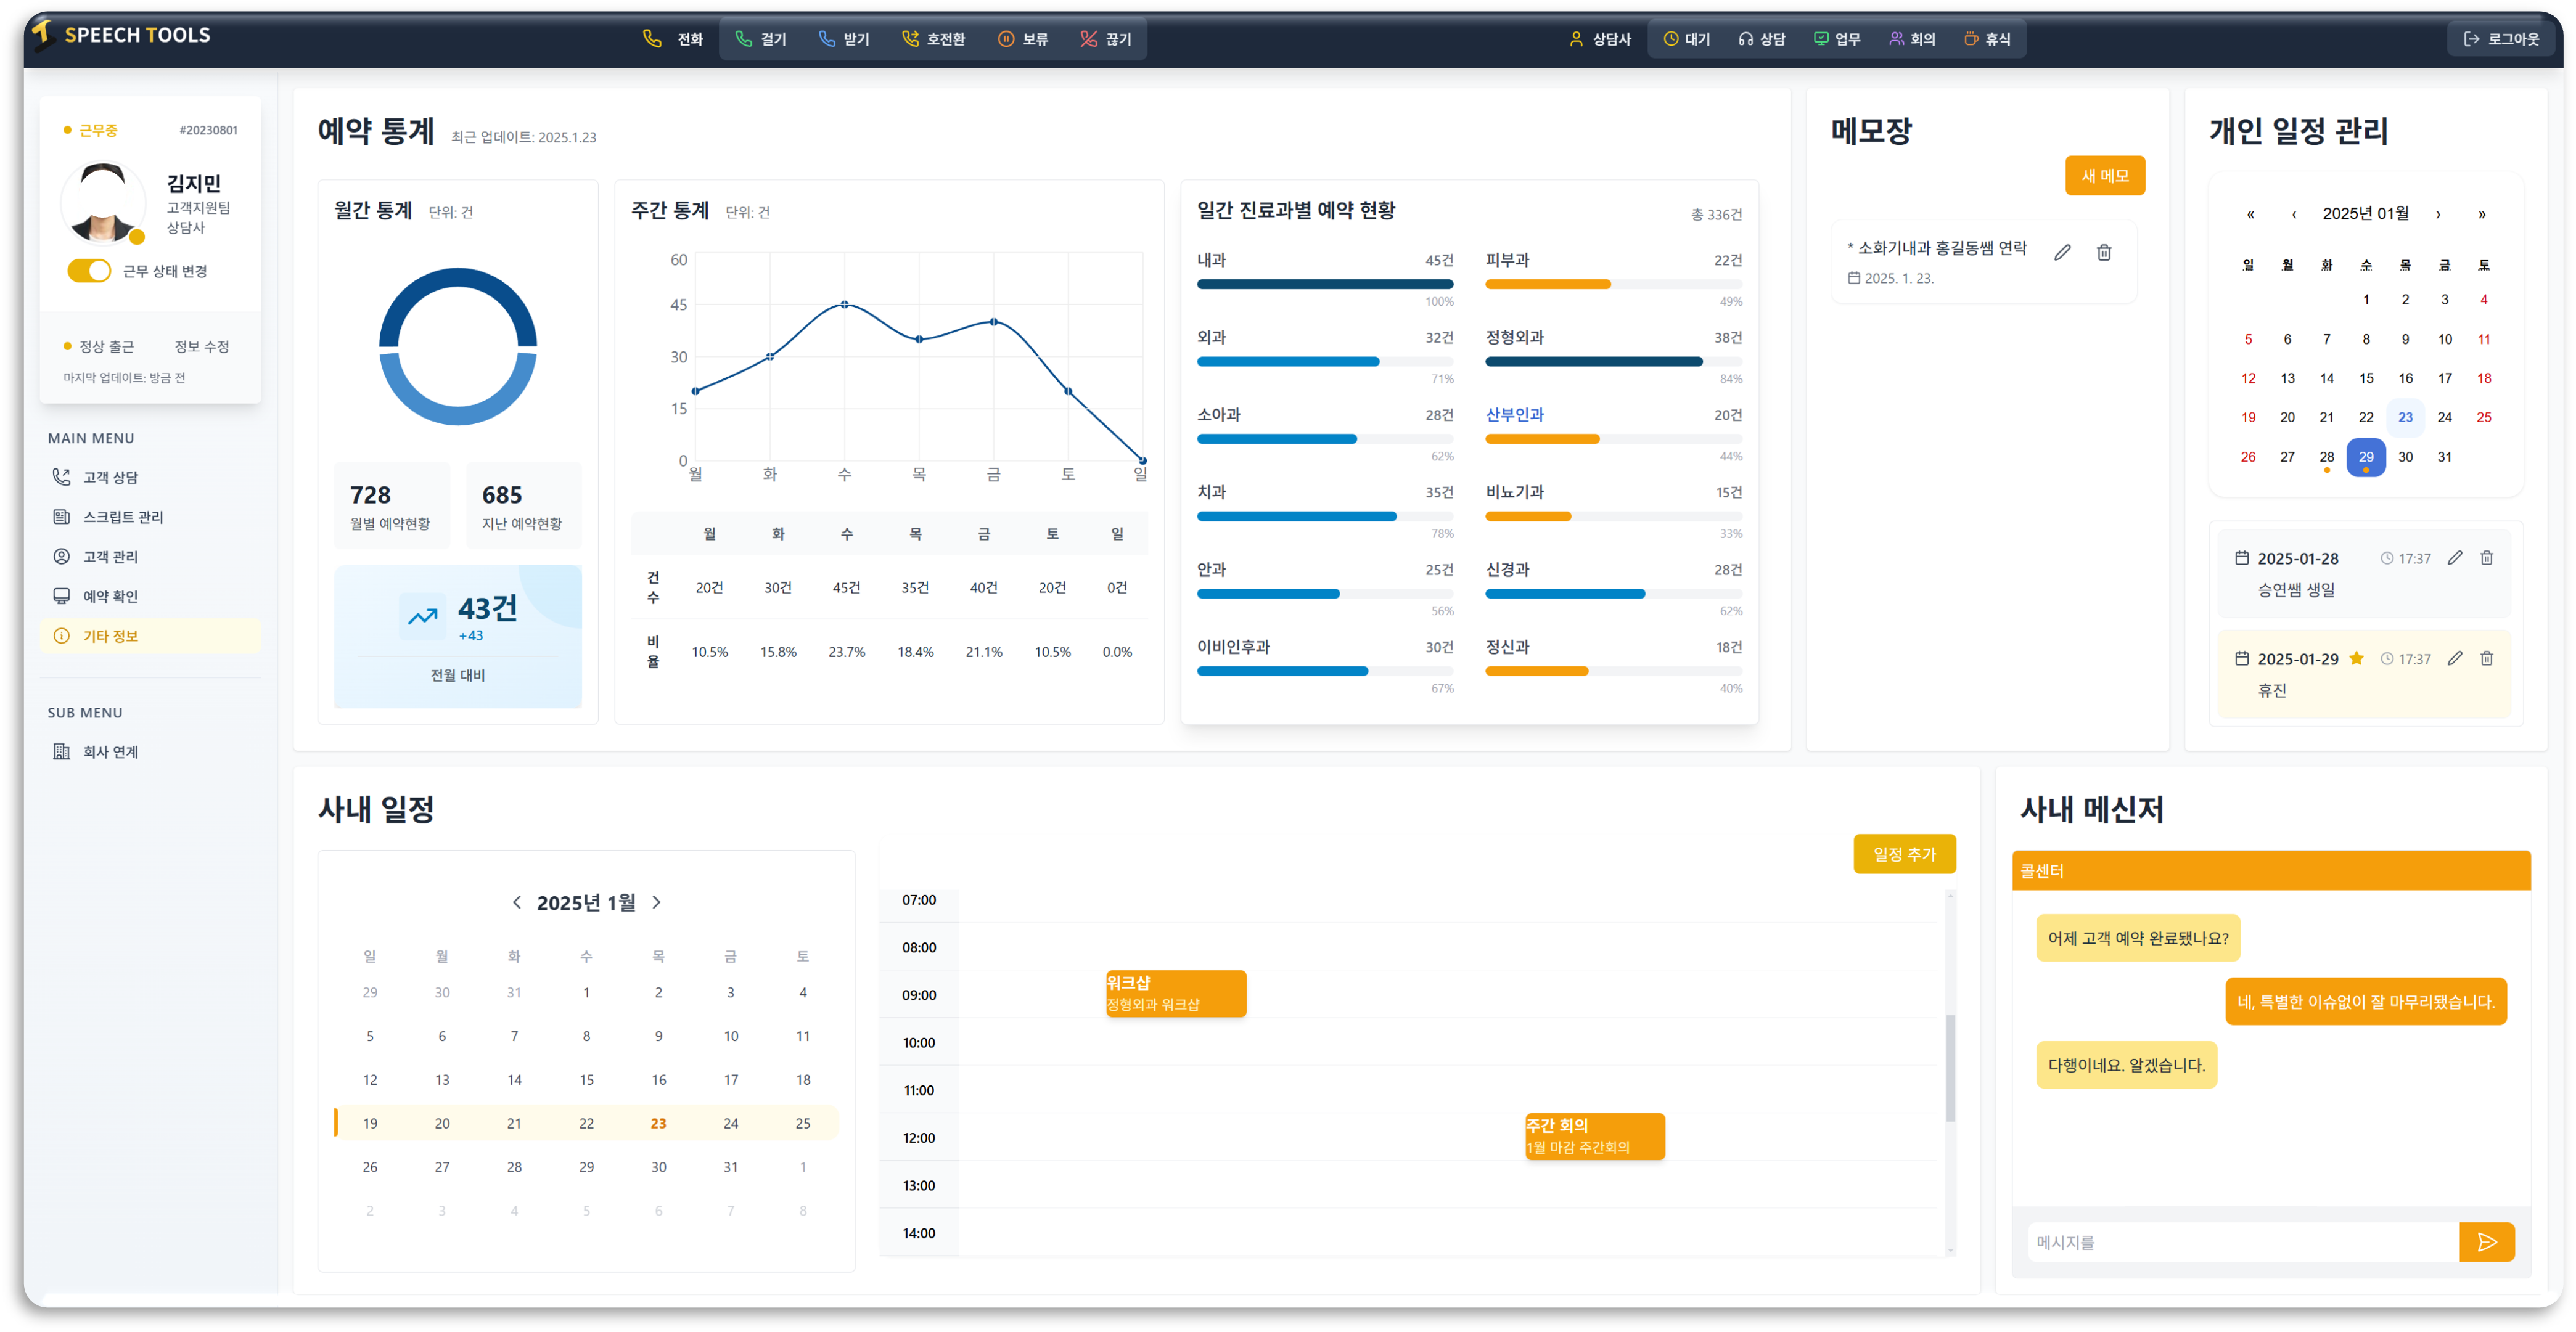 SPEECH TOOLS
전화 걸기 받기 호전환 보류 끊기
상담사 대기 상담 업무 회의 휴식
로그아웃
근무중 #20230801
김지민
고객지원팀
상담사
근무 상태 변경
정상 출근 정보 수정
마지막 업데이트: 방금 전
MAIN MENU
고객 상담
스크립트 관리
고객 관리
예약 확인
기타 정보
SUB MENU
회사 연계
예약 통계 최근 업데이트: 2025.1.23
월간 통계 단위: 건
728
월별 예약현황
685
지난 예약현황
43건
+43
전월 대비
주간 통계 단위: 건
60
45
30
15
0
월 화 수 목 금 토 일
월 화 수 목 금 토 일
건수 20건 30건 45건 35건 40건 20건 0건
비율 10.5% 15.8% 23.7% 18.4% 21.1% 10.5% 0.0%
일간 진료과별 예약 현황 총 336건
내과 45건
100%
피부과 22건
49%
외과 32건
71%
정형외과 38건
84%
소아과 28건
62%
산부인과 20건
44%
치과 35건
78%
비뇨기과 15건
33%
안과 25건
56%
신경과 28건
62%
이비인후과 30건
67%
정신과 18건
40%
메모장
새 메모
* 소화기내과 홍길동쌤 연락
2025. 1. 23.
개인 일정 관리
« ‹ 2025년 01월 › »
일 월 화 수 목 금 토
1 2 3 4
5 6 7 8 9 10 11
12 13 14 15 16 17 18
19 20 21 22 23 24 25
26 27 28 29 30 31
2025-01-28 17:37
승연쌤 생일
2025-01-29 17:37
휴진
사내 일정
2025년 1월
일 월 화 수 목 금 토
29 30 31 1 2 3 4
5 6 7 8 9 10 11
12 13 14 15 16 17 18
19 20 21 22 23 24 25
26 27 28 29 30 31 1
2 3 4 5 6 7 8
일정 추가
07:00
08:00
09:00
워크샵
정형외과 워크샵
10:00
11:00
12:00
주간 회의
1월 마감 주간회의
13:00
14:00
사내 메신저
콜센터
어제 고객 예약 완료됐나요?
네, 특별한 이슈없이 잘 마무리됐습니다.
다행이네요. 알겠습니다.
메시지를